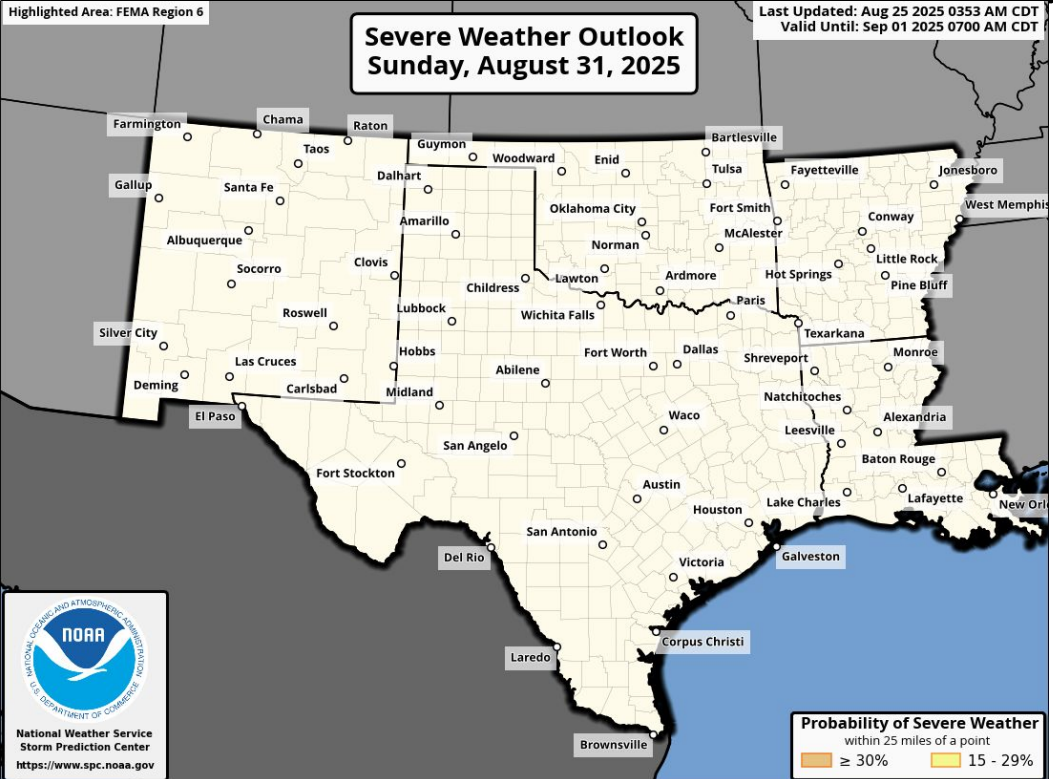 Highlighted Area: FEMA Region 6
Severe Weather Outlook
Sunday, August 31, 2025
Last Updated: Aug 25 2025 0353 AM CDT
Valid Until: Sep 01 2025 0700 AM CDT
Farmington
Chama
Raton
Taos
Guymon
Woodward
Enid
Bartlesville
Tulsa
Fayetteville
Jonesboro
Gallup
Santa Fe
Dalhart
Amarillo
Oklahoma City
Fort Smith
West Memphis
Albuquerque
Norman
McAlester
Conway
Socorro
Clovis
Childress
Lawton
Ardmore
Hot Springs
Little Rock
Pine Bluff
Roswell
Lubbock
Wichita Falls
Paris
Texarkana
Silver City
Las Cruces
Hobbs
Fort Worth
Dallas
Shreveport
Monroe
Deming
Carlsbad
Midland
Abilene
Natchitoches
El Paso
Waco
Leesville
Alexandria
San Angelo
Fort Stockton
Baton Rouge
Austin
Houston
Lake Charles
Lafayette
New Orl
San Antonio
Del Rio
Galveston
Victoria
Laredo
Corpus Christi
Brownsville
NATIONAL OCEANIC AND ATMOSPHERIC ADMINISTRATION
NOAA
U.S. DEPARTMENT OF COMMERCE
National Weather Service
Storm Prediction Center
https://www.spc.noaa.gov
Probability of Severe Weather
within 25 miles of a point
≥ 30%
15 - 29%